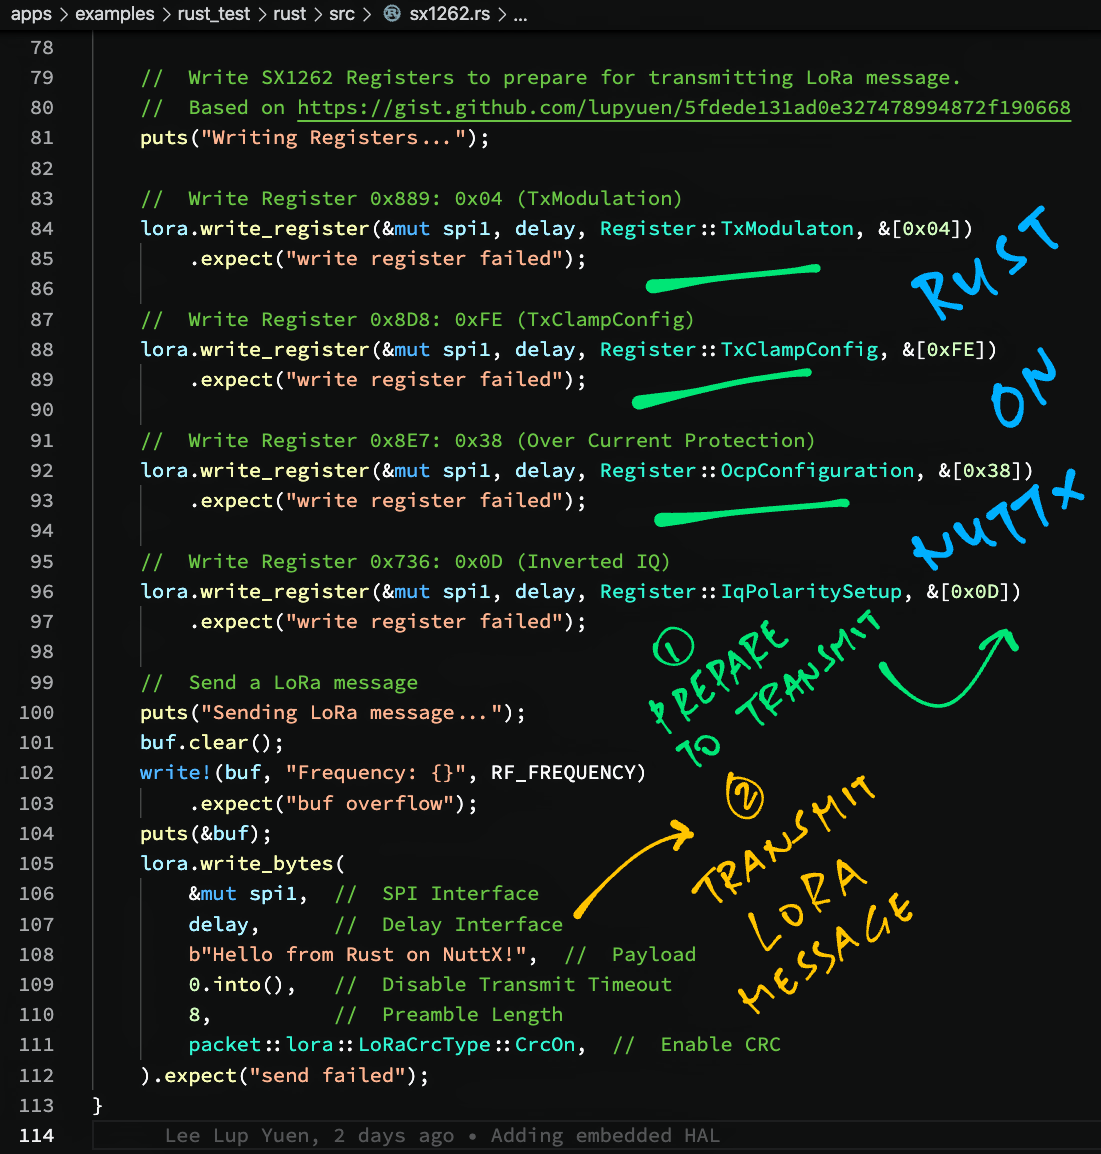 apps > examples > rust_test > rust > src > sx1262.rs > ...
78
79 //  Write SX1262 Registers to prepare for transmitting LoRa message.
80 //  Based on https://gist.github.com/lupyuen/5fdede131ad0e327478994872f190668
81 puts("Writing Registers...");
82
83 //  Write Register 0x889: 0x04 (TxModulation)
84 lora.write_register(&mut spi1, delay, Register::TxModulaton, &[0x04])
85 .expect("write register failed");
86
87 //  Write Register 0x8D8: 0xFE (TxClampConfig)
88 lora.write_register(&mut spi1, delay, Register::TxClampConfig, &[0xFE])
89 .expect("write register failed");
90
91 //  Write Register 0x8E7: 0x38 (Over Current Protection)
92 lora.write_register(&mut spi1, delay, Register::OcpConfiguration, &[0x38])
93 .expect("write register failed");
94
95 //  Write Register 0x736: 0x0D (Inverted IQ)
96 lora.write_register(&mut spi1, delay, Register::IqPolaritySetup, &[0x0D])
97 .expect("write register failed");
98
99 //  Send a LoRa message
100 puts("Sending LoRa message...");
101 buf.clear();
102 write!(buf, "Frequency: {}", RF_FREQUENCY)
103 .expect("buf overflow");
104 puts(&buf);
105 lora.write_bytes(
106 &mut spi1,  //  SPI Interface
107 delay,      //  Delay Interface
108 b"Hello from Rust on NuttX!",  //  Payload
109 0.into(),   //  Disable Transmit Timeout
110 8,          //  Preamble Length
111 packet::lora::LoRaCrcType::CrcOn,  //  Enable CRC
112 ).expect("send failed");
113 }
114 Lee Lup Yuen, 2 days ago • Adding embedded HAL
RUST
ON
NUTTX
1
PREPARE
TO TRANSMIT
2
TRANSMIT
LORA
MESSAGE